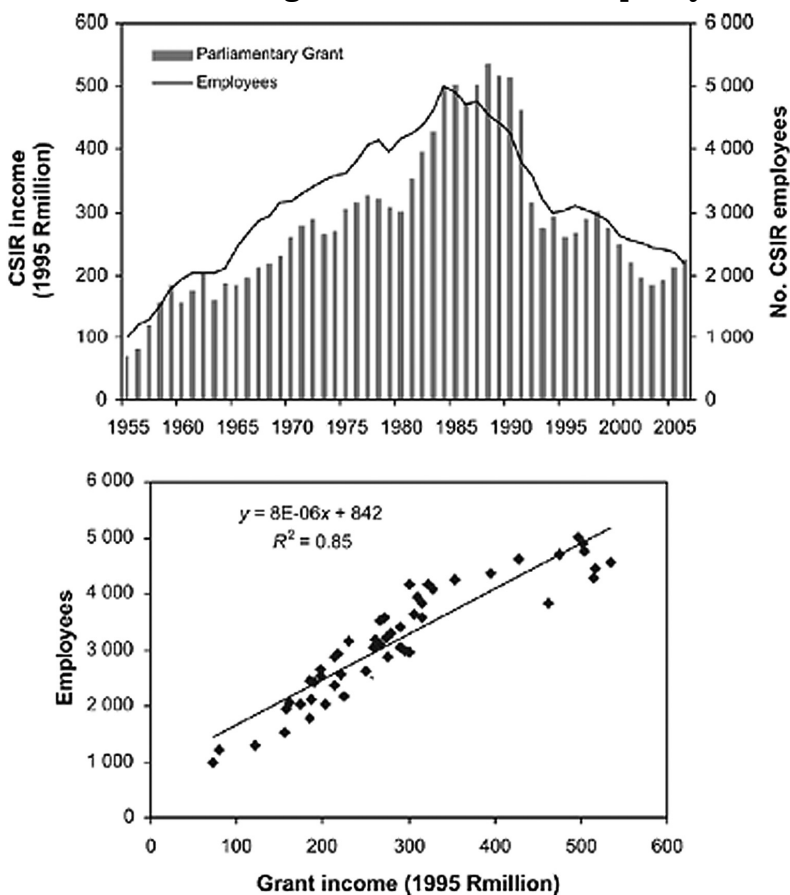 600
500
400
300
200
100
0
6 000
5 000
4 000
3 000
2 000
1 000
0
CSIR Income
(1995 Rmillion)
No. CSIR employees
Parliamentary Grant
Employees
1955 1960 1965 1970 1975 1980 1985 1990 1995 2000 2005
6 000
5 000
4 000
3 000
2 000
1 000
0
Employees
y = 8E-06x + 842
R² = 0.85
0 100 200 300 400 500 600
Grant income (1995 Rmillion)